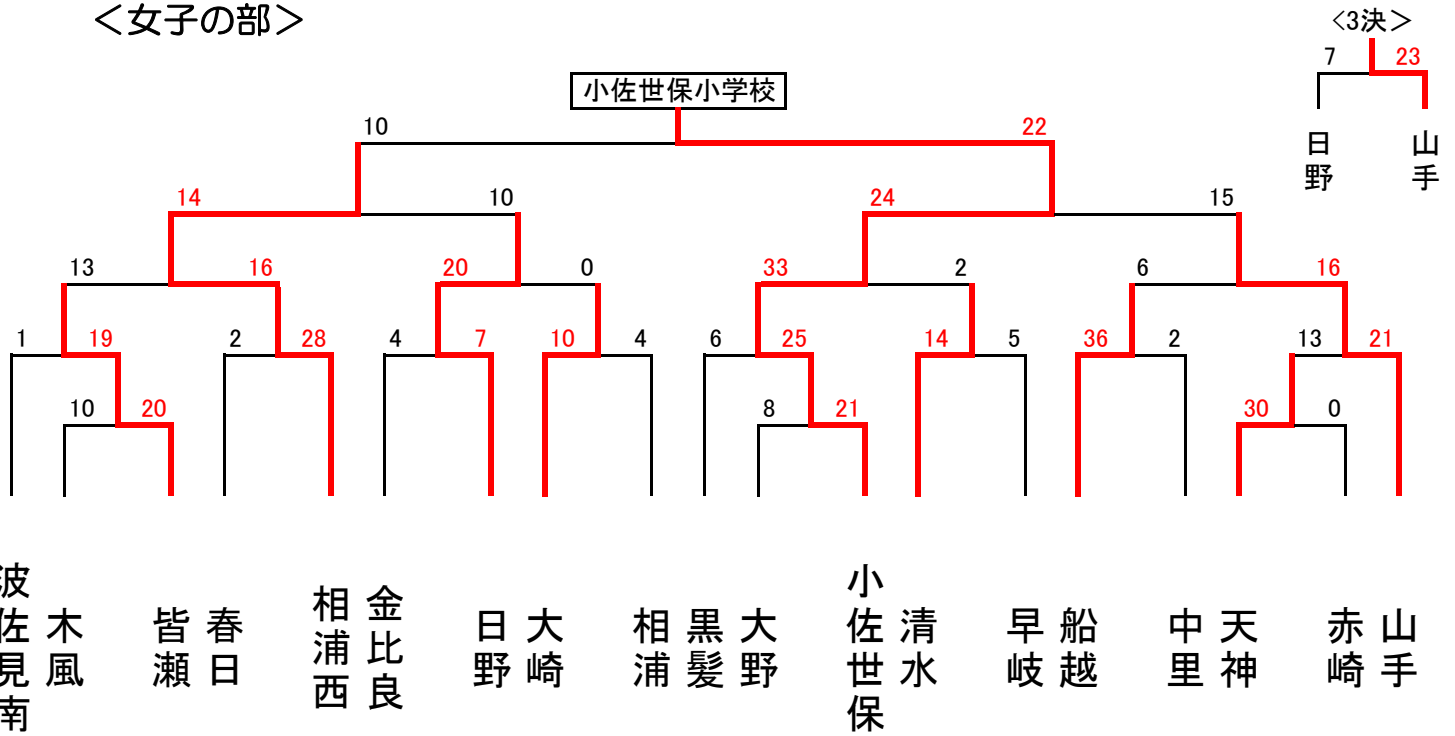 ＜女子の部＞
＜3決＞
7 23
日野
山手
小佐世保小学校
10 22
14 10 24 15
13 16 20 0 33 2 6 16
1 19 2 28 4 7 10 4 6 25 14 5 36 2 13 21
10 20 8 21 30 0
波佐見南
木風
皆瀬
春日
相浦西
金比良
日野
大崎
相浦
黒髪
大野
小佐世保
清水
早岐
船越
中里
天神
赤崎
山手